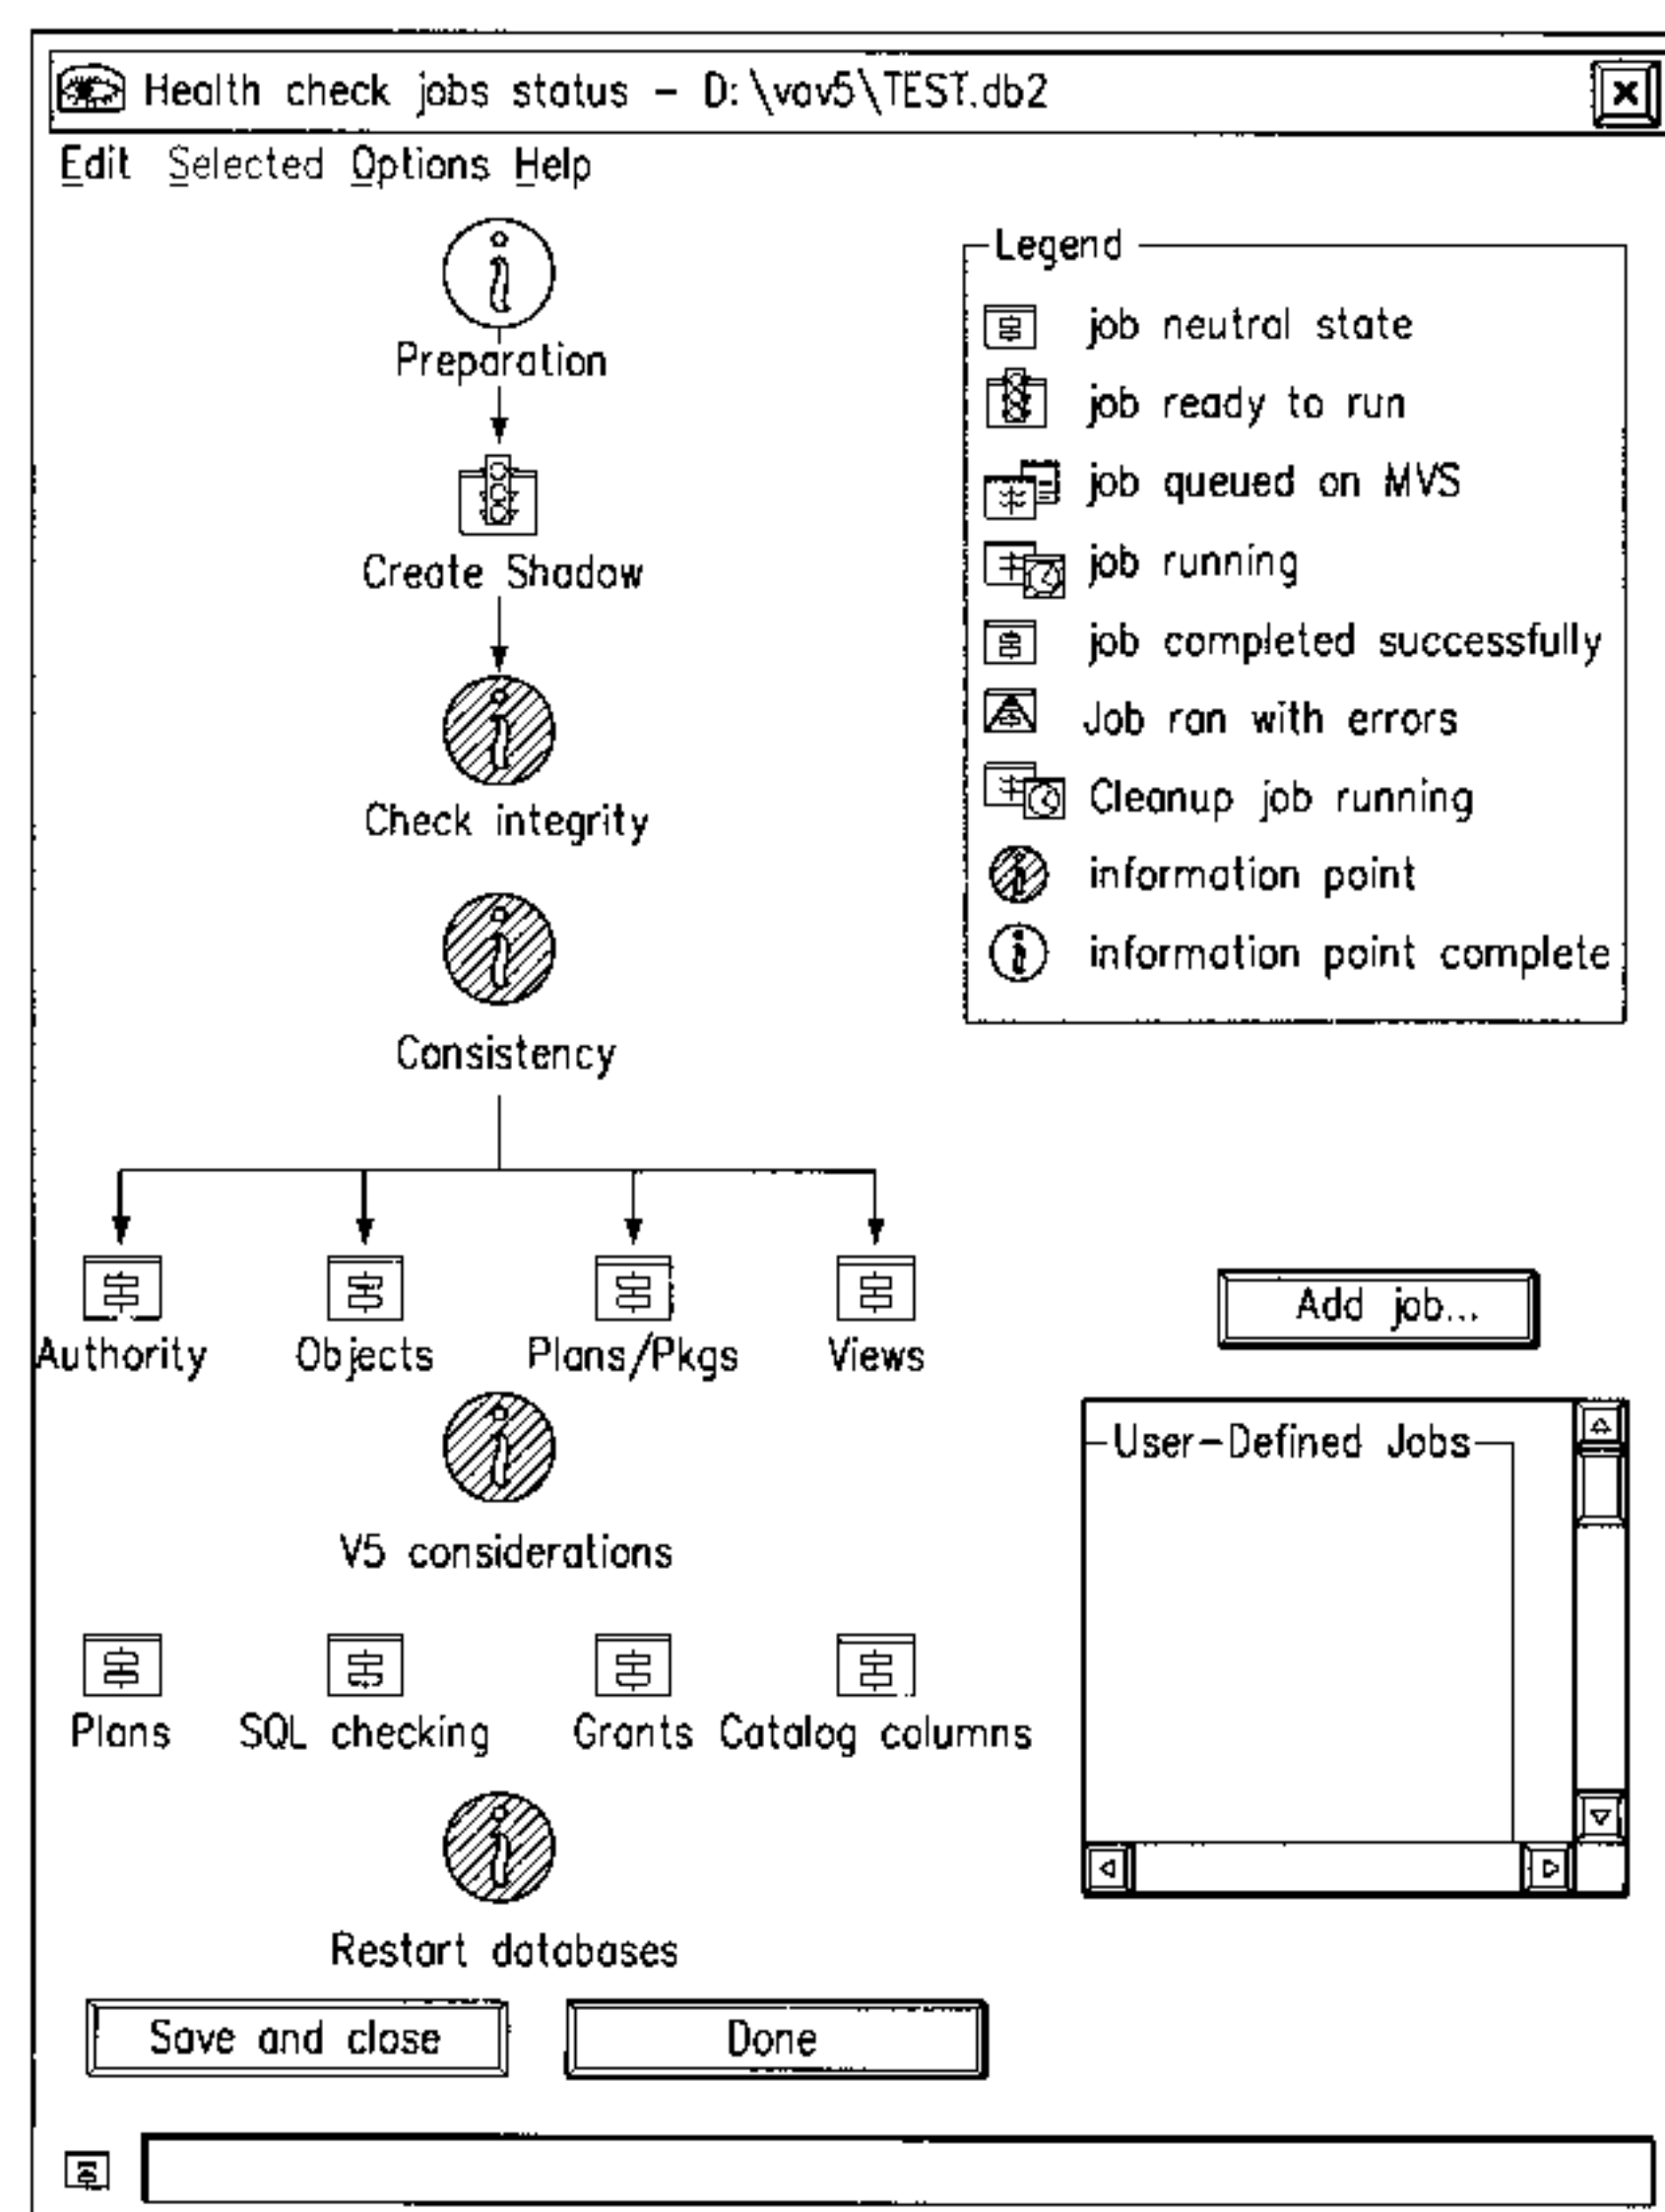 Health check jobs status – D:\vav5\TEST.db2
Edit Selected Options Help
Preparation
Create Shadow
Check integrity
Consistency
Authority Objects Plans/Pkgs Views
V5 considerations
Plans SQL checking Grants Catalog columns
Restart databases
Save and close Done
Legend
job neutral state
job ready to run
job queued on MVS
job running
job completed successfully
Job ran with errors
Cleanup job running
information point
information point complete
Add job...
User-Defined Jobs